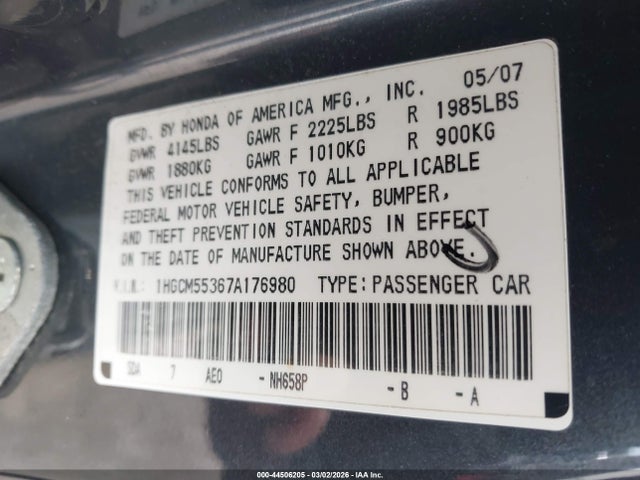 MFD. BY HONDA OF AMERICA MFG., INC. 05/07
GVWR 4145LBS GAWR F 2225LBS R 1985LBS
GVWR 1880KG GAWR F 1010KG R 900KG
THIS VEHICLE CONFORMS TO ALL APPLICABLE
FEDERAL MOTOR VEHICLE SAFETY, BUMPER,
AND THEFT PREVENTION STANDARDS IN EFFECT
ON THE DATE OF MANUFACTURE SHOWN ABOVE.
V.I.N. 1HGCM55367A176980 TYPE:PASSENGER CAR
SDA 7 AE0 -NH658P -B -A
000-44506205 - 03/02/2026 - IAA Inc.